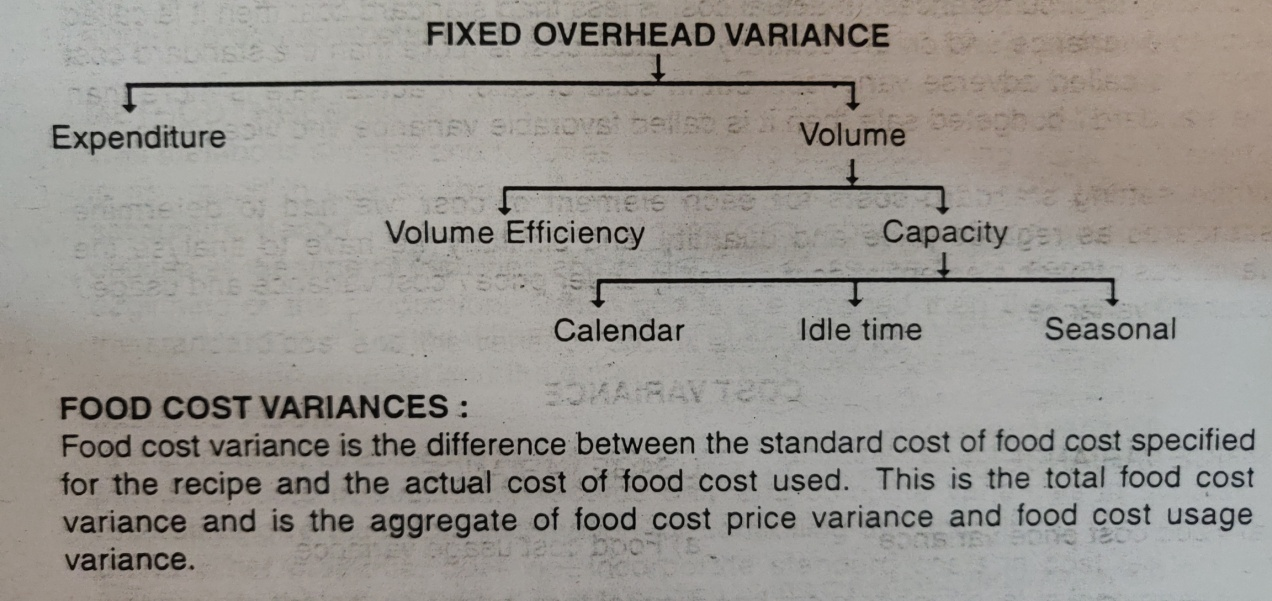 FIXED OVERHEAD VARIANCE
Expenditure Volume
Volume Efficiency Capacity
Calendar Idle time Seasonal
FOOD COST VARIANCES :
Food cost variance is the difference between the standard cost of food cost specified
for the recipe and the actual cost of food cost used. This is the total food cost
variance and is the aggregate of food cost price variance and food cost usage
variance.